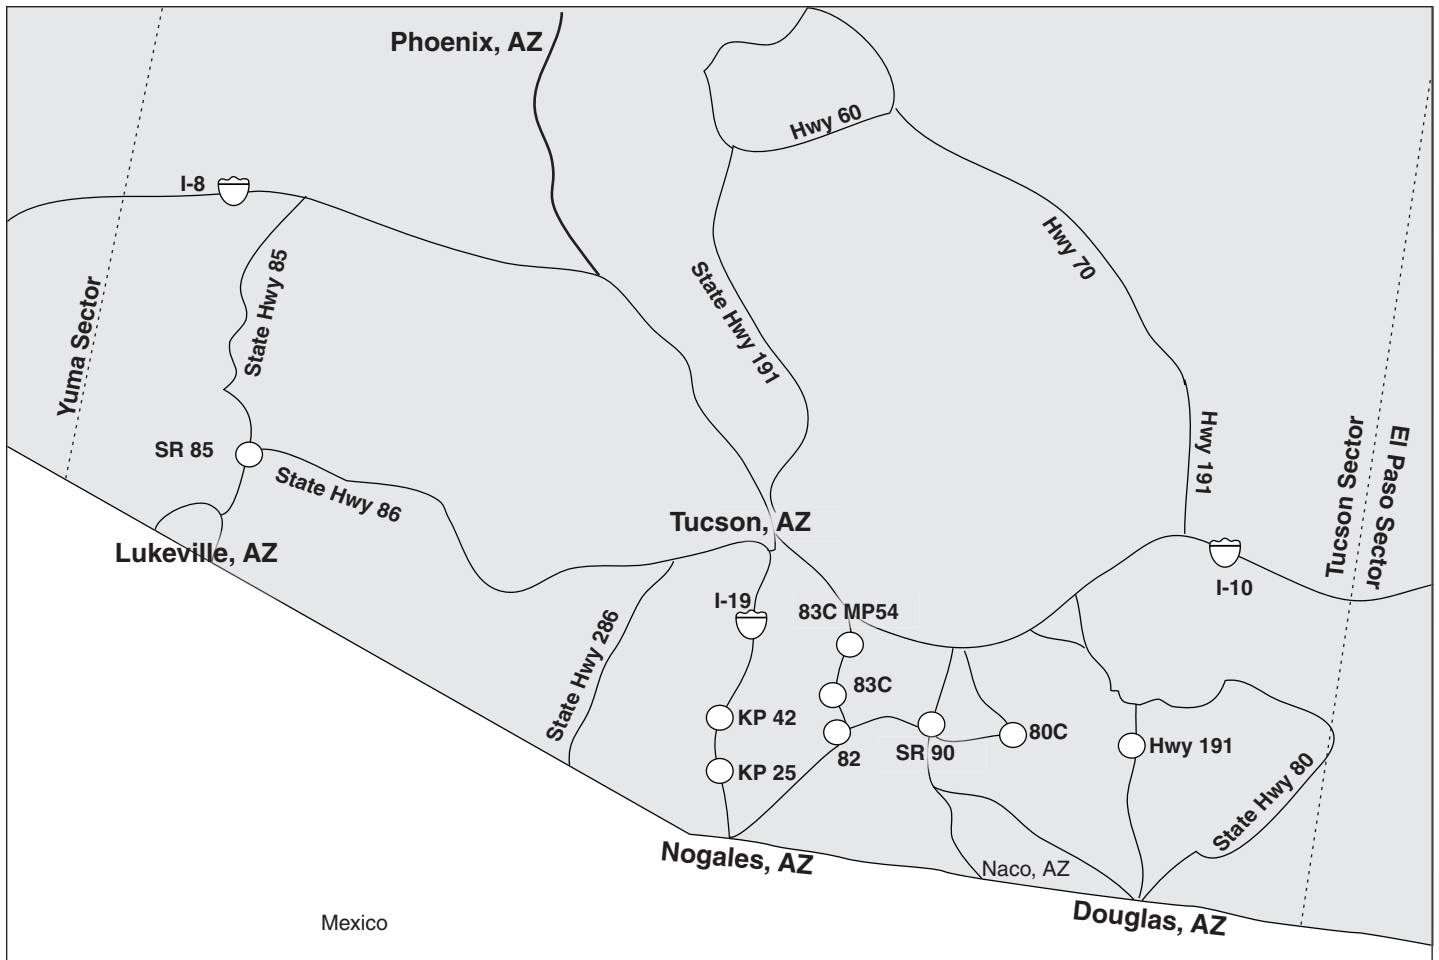 Phoenix, AZ
Hwy 60
I-8
State Hwy 85
Hwy 70
State Hwy 191
Yuma Sector
Hwy 191
SR 85
State Hwy 86
Tucson Sector
El Paso Sector
Tucson, AZ
Lukeville, AZ
I-10
I-19
83C MP54
State Hwy 286
83C
KP 42
80C
Hwy 191
SR 90
82
KP 25
State Hwy 80
Nogales, AZ
Naco, AZ
Douglas, AZ
Mexico